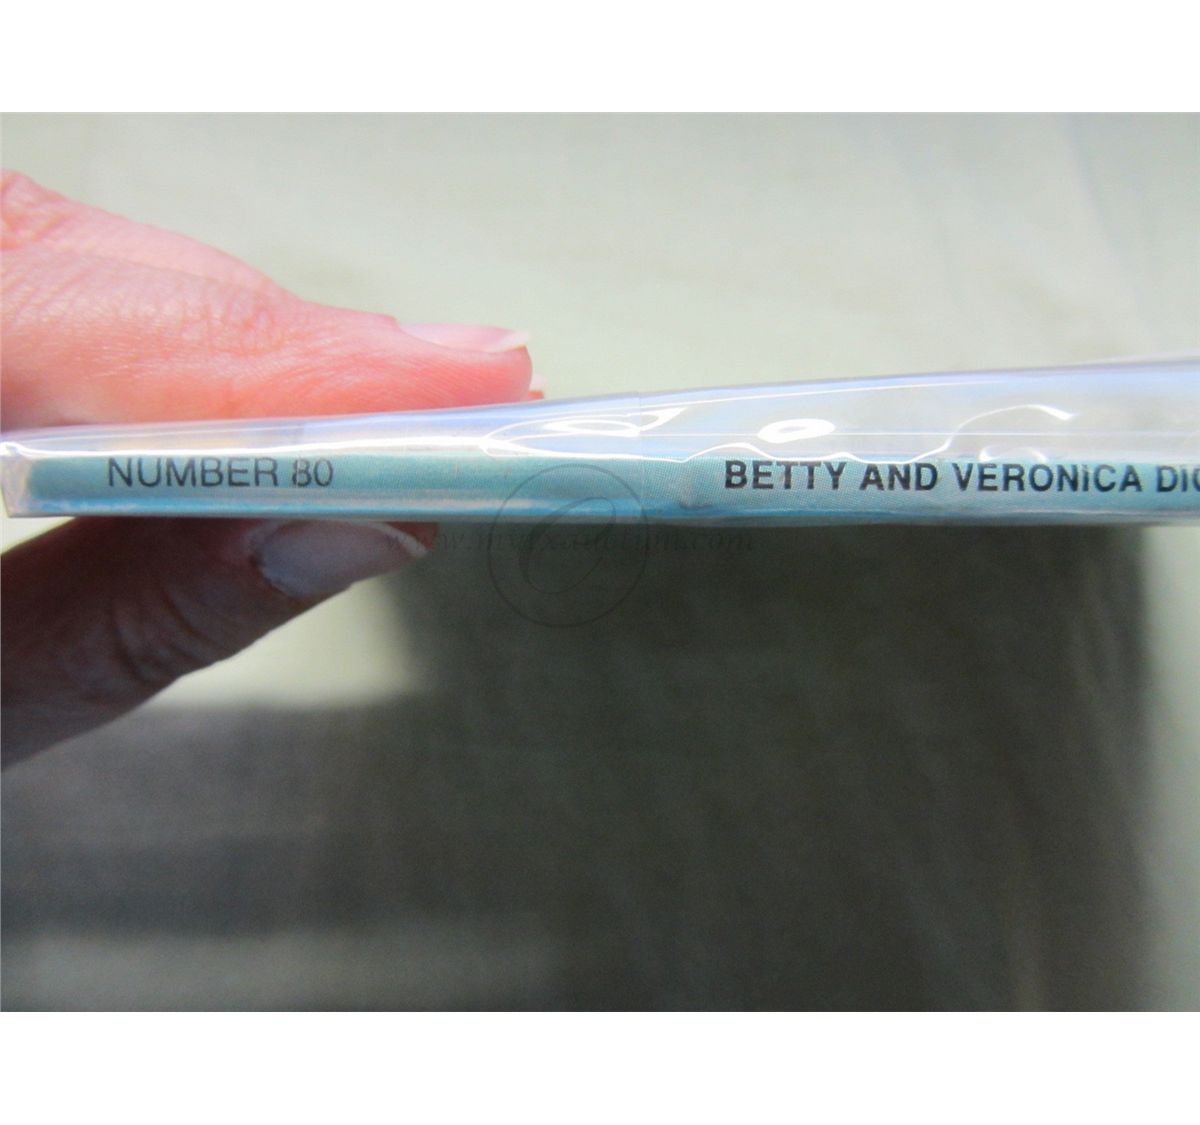 NUMBER 80
BETTY AND VERONICA DIG